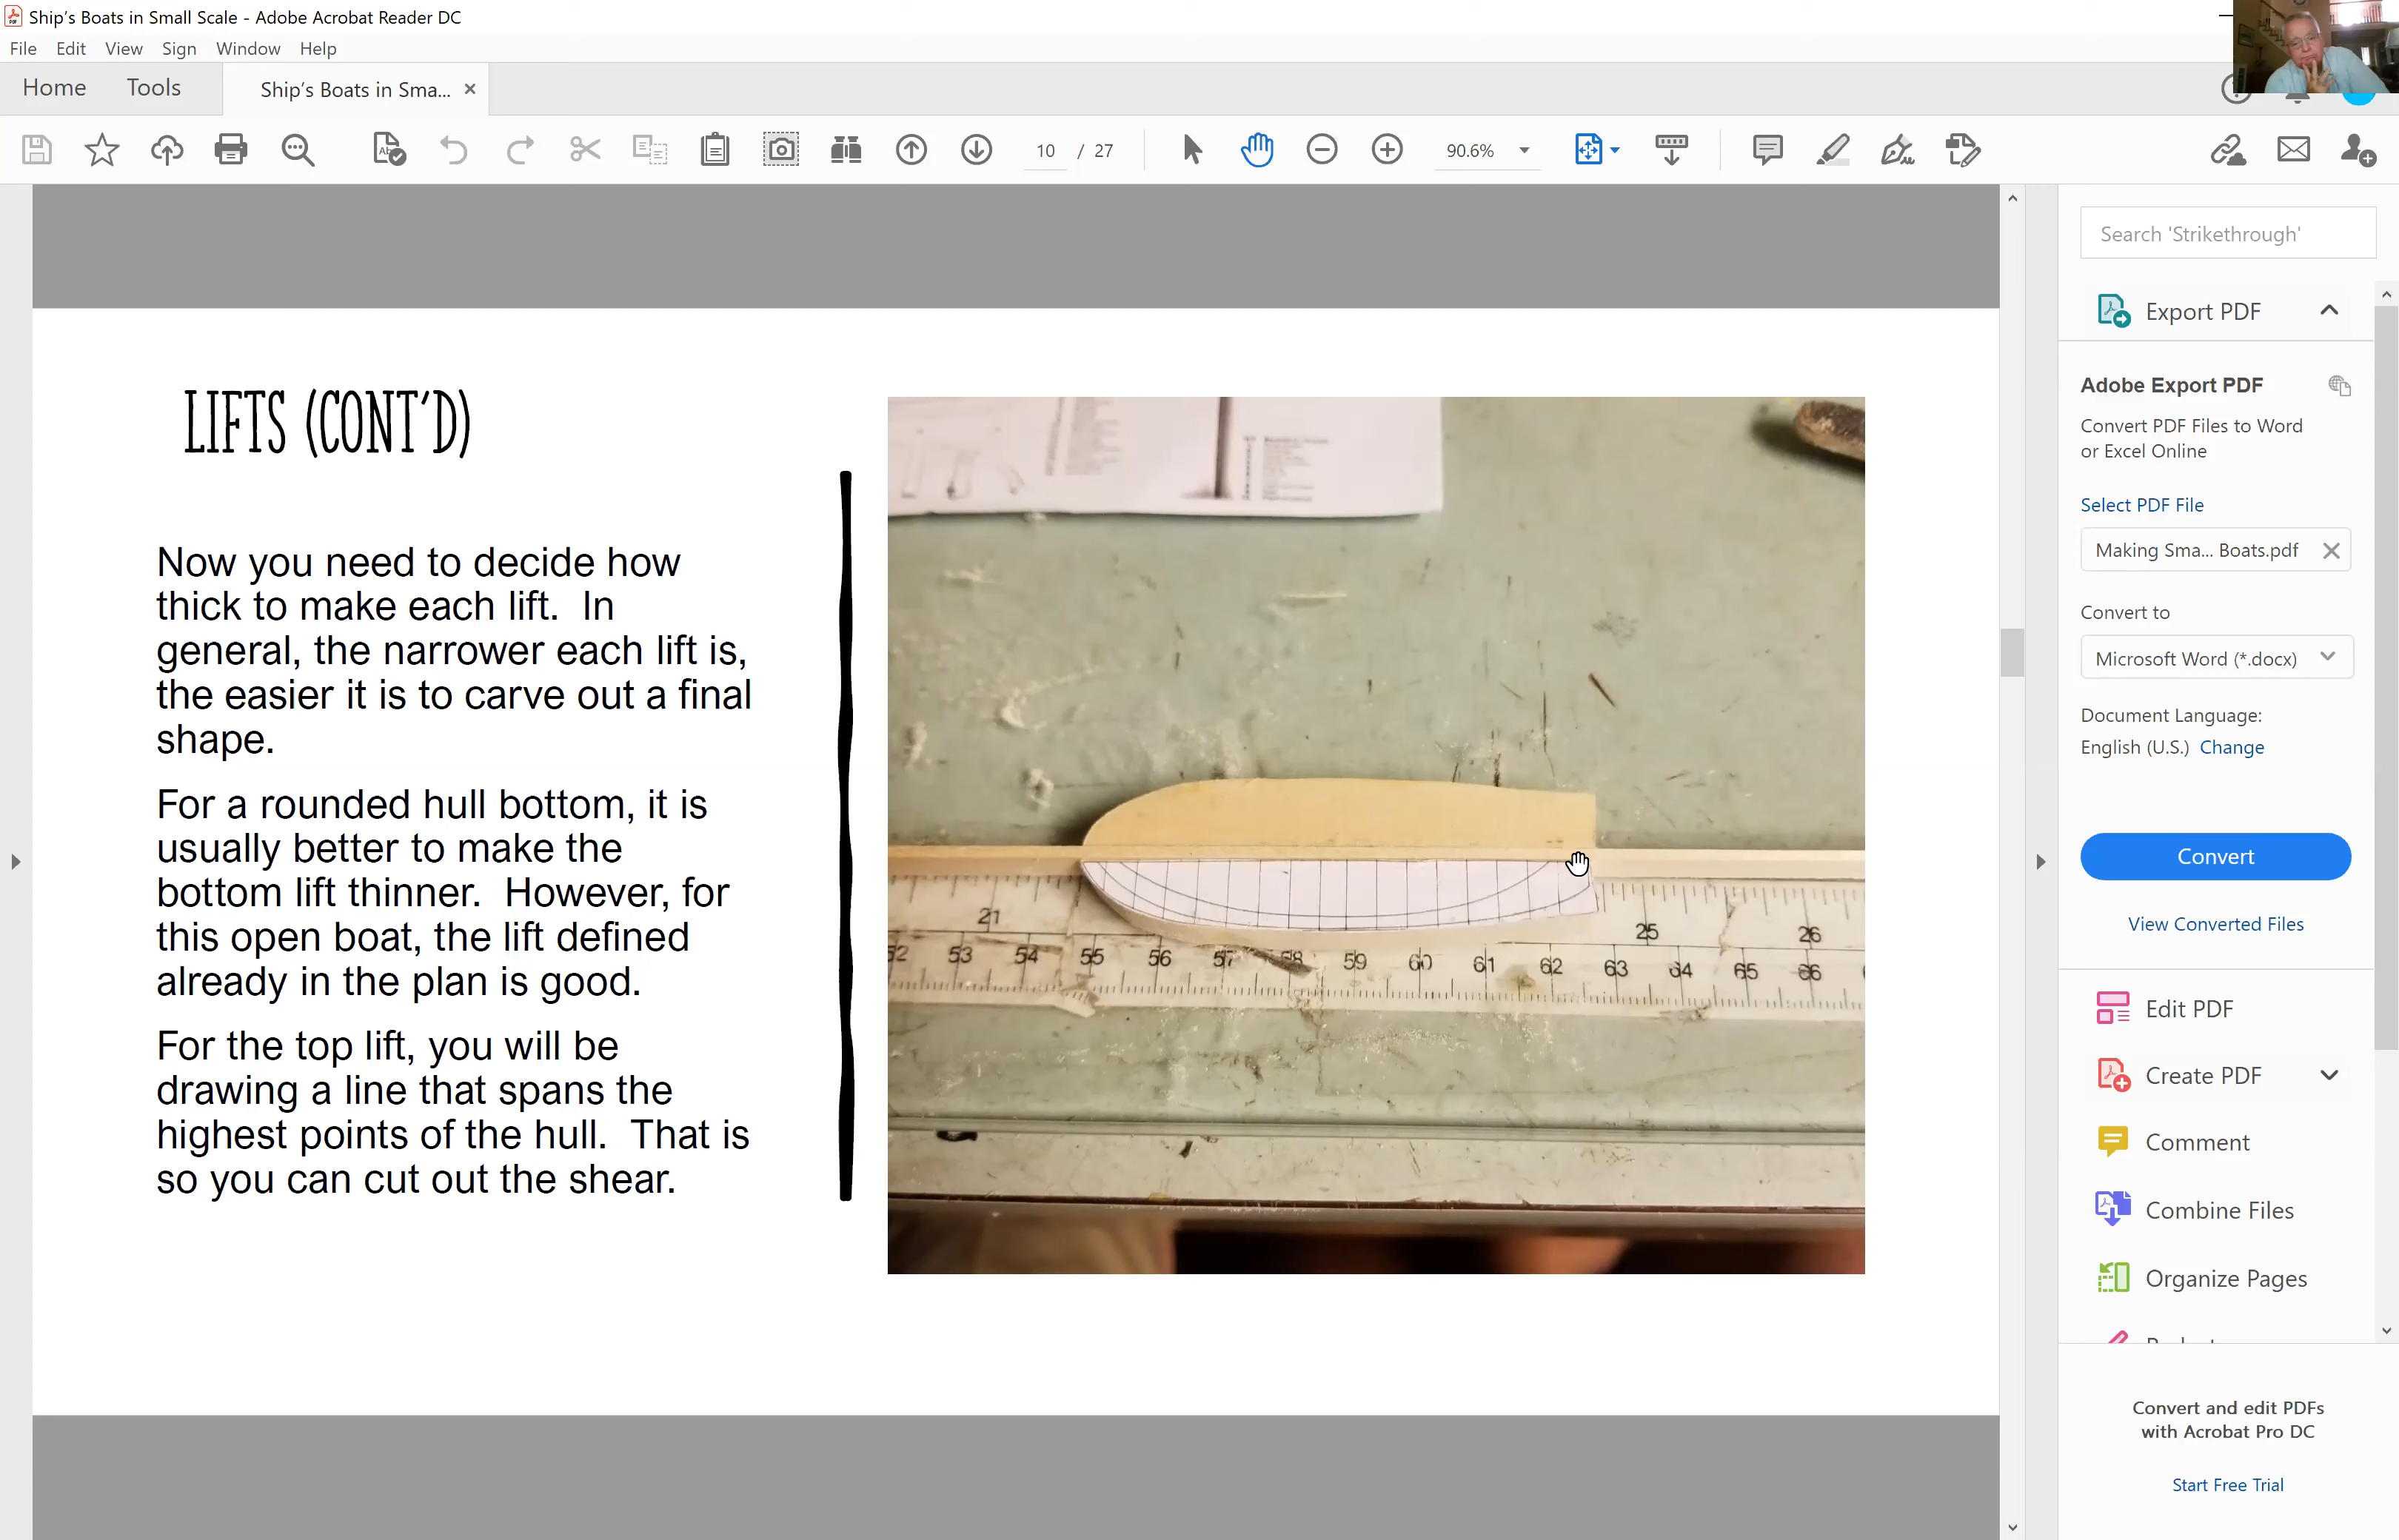 Ship's Boats in Small Scale - Adobe Acrobat Reader DC
File Edit View Sign Window Help
Home Tools Ship's Boats in Sma... ×
10 / 27 90.6%
Search 'Strikethrough'
Export PDF
Adobe Export PDF
Convert PDF Files to Word
or Excel Online
Select PDF File
Making Sma... Boats.pdf
Convert to
Microsoft Word (*.docx)
Document Language:
English (U.S.) Change
Convert
View Converted Files
Edit PDF
Create PDF
Comment
Combine Files
Organize Pages
Convert and edit PDFs
with Acrobat Pro DC
Start Free Trial
LIFTS (CONT'D)
Now you need to decide how
thick to make each lift. In
general, the narrower each lift is,
the easier it is to carve out a final
shape.
For a rounded hull bottom, it is
usually better to make the
bottom lift thinner. However, for
this open boat, the lift defined
already in the plan is good.
For the top lift, you will be
drawing a line that spans the
highest points of the hull. That is
so you can cut out the shear.
21 25 26
52 53 54 55 56 57 58 59 60 61 62 63 64 65 66